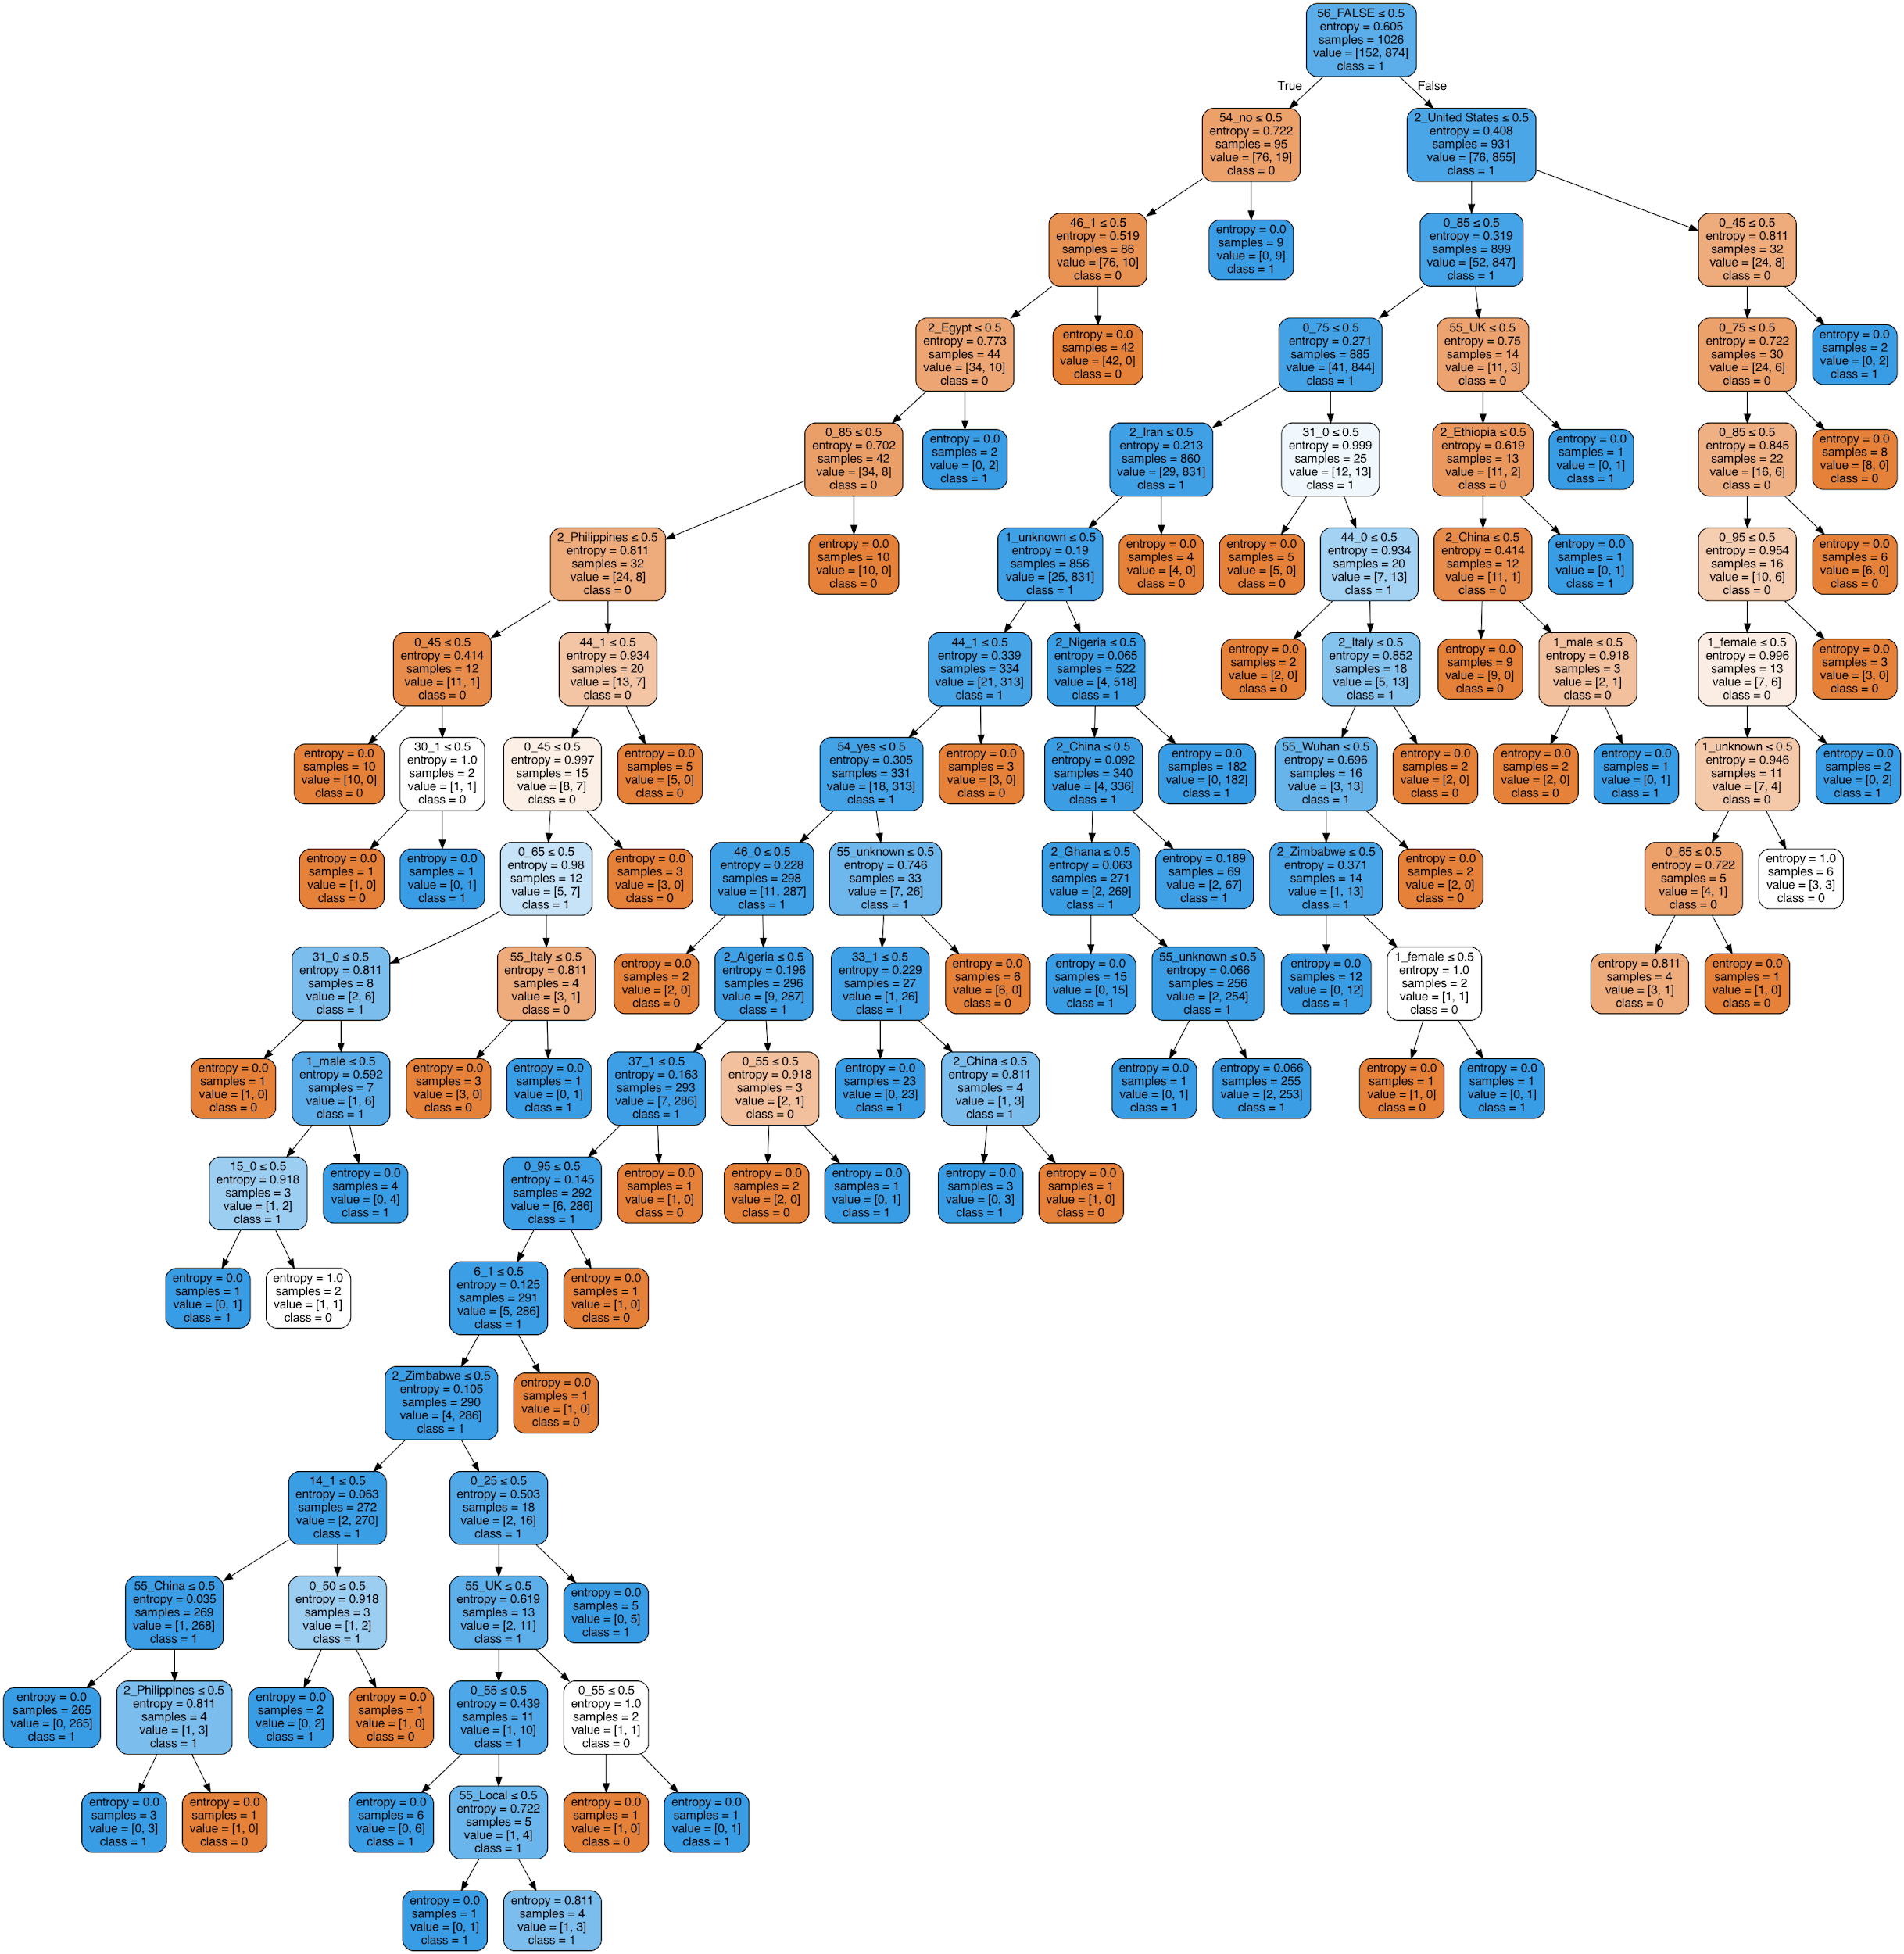 56_FALSE ≤ 0.5
entropy = 0.605
samples = 1026
value = [152, 874]
class = 1
True
False
54_no ≤ 0.5
entropy = 0.722
samples = 95
value = [76, 19]
class = 0
2_United States ≤ 0.5
entropy = 0.408
samples = 931
value = [76, 855]
class = 1
46_1 ≤ 0.5
entropy = 0.519
samples = 86
value = [76, 10]
class = 0
entropy = 0.0
samples = 9
value = [0, 9]
class = 1
0_85 ≤ 0.5
entropy = 0.319
samples = 899
value = [52, 847]
class = 1
0_45 ≤ 0.5
entropy = 0.811
samples = 32
value = [24, 8]
class = 0
2_Egypt ≤ 0.5
entropy = 0.773
samples = 44
value = [34, 10]
class = 0
entropy = 0.0
samples = 42
value = [42, 0]
class = 0
0_75 ≤ 0.5
entropy = 0.271
samples = 885
value = [41, 844]
class = 1
55_UK ≤ 0.5
entropy = 0.75
samples = 14
value = [11, 3]
class = 0
0_75 ≤ 0.5
entropy = 0.722
samples = 30
value = [24, 6]
class = 0
entropy = 0.0
samples = 2
value = [0, 2]
class = 1
0_85 ≤ 0.5
entropy = 0.702
samples = 42
value = [34, 8]
class = 0
entropy = 0.0
samples = 2
value = [0, 2]
class = 1
2_Iran ≤ 0.5
entropy = 0.213
samples = 860
value = [29, 831]
class = 1
31_0 ≤ 0.5
entropy = 0.999
samples = 25
value = [12, 13]
class = 1
2_Ethiopia ≤ 0.5
entropy = 0.619
samples = 13
value = [11, 2]
class = 0
entropy = 0.0
samples = 1
value = [0, 1]
class = 1
0_85 ≤ 0.5
entropy = 0.845
samples = 22
value = [16, 6]
class = 0
entropy = 0.0
samples = 8
value = [8, 0]
class = 0
2_Philippines ≤ 0.5
entropy = 0.811
samples = 32
value = [24, 8]
class = 0
entropy = 0.0
samples = 10
value = [10, 0]
class = 0
1_unknown ≤ 0.5
entropy = 0.19
samples = 856
value = [25, 831]
class = 1
entropy = 0.0
samples = 4
value = [4, 0]
class = 0
entropy = 0.0
samples = 5
value = [5, 0]
class = 0
44_0 ≤ 0.5
entropy = 0.934
samples = 20
value = [7, 13]
class = 1
2_China ≤ 0.5
entropy = 0.414
samples = 12
value = [11, 1]
class = 0
entropy = 0.0
samples = 1
value = [0, 1]
class = 1
0_95 ≤ 0.5
entropy = 0.954
samples = 16
value = [10, 6]
class = 0
entropy = 0.0
samples = 6
value = [6, 0]
class = 0
0_45 ≤ 0.5
entropy = 0.414
samples = 12
value = [11, 1]
class = 0
44_1 ≤ 0.5
entropy = 0.934
samples = 20
value = [13, 7]
class = 0
44_1 ≤ 0.5
entropy = 0.339
samples = 334
value = [21, 313]
class = 1
2_Nigeria ≤ 0.5
entropy = 0.065
samples = 522
value = [4, 518]
class = 1
entropy = 0.0
samples = 2
value = [2, 0]
class = 0
2_Italy ≤ 0.5
entropy = 0.852
samples = 18
value = [5, 13]
class = 1
entropy = 0.0
samples = 9
value = [9, 0]
class = 0
1_male ≤ 0.5
entropy = 0.918
samples = 3
value = [2, 1]
class = 0
1_female ≤ 0.5
entropy = 0.996
samples = 13
value = [7, 6]
class = 0
entropy = 0.0
samples = 3
value = [3, 0]
class = 0
entropy = 0.0
samples = 10
value = [10, 0]
class = 0
30_1 ≤ 0.5
entropy = 1.0
samples = 2
value = [1, 1]
class = 0
0_45 ≤ 0.5
entropy = 0.997
samples = 15
value = [8, 7]
class = 0
entropy = 0.0
samples = 5
value = [5, 0]
class = 0
54_yes ≤ 0.5
entropy = 0.305
samples = 331
value = [18, 313]
class = 1
entropy = 0.0
samples = 3
value = [3, 0]
class = 0
2_China ≤ 0.5
entropy = 0.092
samples = 340
value = [4, 336]
class = 1
entropy = 0.0
samples = 182
value = [0, 182]
class = 1
55_Wuhan ≤ 0.5
entropy = 0.696
samples = 16
value = [3, 13]
class = 1
entropy = 0.0
samples = 2
value = [2, 0]
class = 0
entropy = 0.0
samples = 2
value = [2, 0]
class = 0
entropy = 0.0
samples = 1
value = [0, 1]
class = 1
1_unknown ≤ 0.5
entropy = 0.946
samples = 11
value = [7, 4]
class = 0
entropy = 0.0
samples = 2
value = [0, 2]
class = 1
entropy = 0.0
samples = 1
value = [1, 0]
class = 0
entropy = 0.0
samples = 1
value = [0, 1]
class = 1
0_65 ≤ 0.5
entropy = 0.98
samples = 12
value = [5, 7]
class = 1
entropy = 0.0
samples = 3
value = [3, 0]
class = 0
46_0 ≤ 0.5
entropy = 0.228
samples = 298
value = [11, 287]
class = 1
55_unknown ≤ 0.5
entropy = 0.746
samples = 33
value = [7, 26]
class = 1
2_Ghana ≤ 0.5
entropy = 0.063
samples = 271
value = [2, 269]
class = 1
entropy = 0.189
samples = 69
value = [2, 67]
class = 1
2_Zimbabwe ≤ 0.5
entropy = 0.371
samples = 14
value = [1, 13]
class = 1
entropy = 0.0
samples = 2
value = [2, 0]
class = 0
0_65 ≤ 0.5
entropy = 0.722
samples = 5
value = [4, 1]
class = 0
entropy = 1.0
samples = 6
value = [3, 3]
class = 0
31_0 ≤ 0.5
entropy = 0.811
samples = 8
value = [2, 6]
class = 1
55_Italy ≤ 0.5
entropy = 0.811
samples = 4
value = [3, 1]
class = 0
entropy = 0.0
samples = 2
value = [2, 0]
class = 0
2_Algeria ≤ 0.5
entropy = 0.196
samples = 296
value = [9, 287]
class = 1
33_1 ≤ 0.5
entropy = 0.229
samples = 27
value = [1, 26]
class = 1
entropy = 0.0
samples = 6
value = [6, 0]
class = 0
entropy = 0.0
samples = 15
value = [0, 15]
class = 1
55_unknown ≤ 0.5
entropy = 0.066
samples = 256
value = [2, 254]
class = 1
entropy = 0.0
samples = 12
value = [0, 12]
class = 1
1_female ≤ 0.5
entropy = 1.0
samples = 2
value = [1, 1]
class = 0
entropy = 0.811
samples = 4
value = [3, 1]
class = 0
entropy = 0.0
samples = 1
value = [1, 0]
class = 0
entropy = 0.0
samples = 1
value = [1, 0]
class = 0
1_male ≤ 0.5
entropy = 0.592
samples = 7
value = [1, 6]
class = 1
entropy = 0.0
samples = 3
value = [3, 0]
class = 0
entropy = 0.0
samples = 1
value = [0, 1]
class = 1
37_1 ≤ 0.5
entropy = 0.163
samples = 293
value = [7, 286]
class = 1
0_55 ≤ 0.5
entropy = 0.918
samples = 3
value = [2, 1]
class = 0
entropy = 0.0
samples = 23
value = [0, 23]
class = 1
2_China ≤ 0.5
entropy = 0.811
samples = 4
value = [1, 3]
class = 1
entropy = 0.0
samples = 1
value = [0, 1]
class = 1
entropy = 0.066
samples = 255
value = [2, 253]
class = 1
entropy = 0.0
samples = 1
value = [1, 0]
class = 0
entropy = 0.0
samples = 1
value = [0, 1]
class = 1
15_0 ≤ 0.5
entropy = 0.918
samples = 3
value = [1, 2]
class = 1
entropy = 0.0
samples = 4
value = [0, 4]
class = 1
0_95 ≤ 0.5
entropy = 0.145
samples = 292
value = [6, 286]
class = 1
entropy = 0.0
samples = 1
value = [1, 0]
class = 0
entropy = 0.0
samples = 2
value = [2, 0]
class = 0
entropy = 0.0
samples = 1
value = [0, 1]
class = 1
entropy = 0.0
samples = 3
value = [0, 3]
class = 1
entropy = 0.0
samples = 1
value = [1, 0]
class = 0
entropy = 0.0
samples = 1
value = [0, 1]
class = 1
entropy = 1.0
samples = 2
value = [1, 1]
class = 0
6_1 ≤ 0.5
entropy = 0.125
samples = 291
value = [5, 286]
class = 1
entropy = 0.0
samples = 1
value = [1, 0]
class = 0
2_Zimbabwe ≤ 0.5
entropy = 0.105
samples = 290
value = [4, 286]
class = 1
entropy = 0.0
samples = 1
value = [1, 0]
class = 0
14_1 ≤ 0.5
entropy = 0.063
samples = 272
value = [2, 270]
class = 1
0_25 ≤ 0.5
entropy = 0.503
samples = 18
value = [2, 16]
class = 1
55_China ≤ 0.5
entropy = 0.035
samples = 269
value = [1, 268]
class = 1
0_50 ≤ 0.5
entropy = 0.918
samples = 3
value = [1, 2]
class = 1
55_UK ≤ 0.5
entropy = 0.619
samples = 13
value = [2, 11]
class = 1
entropy = 0.0
samples = 5
value = [0, 5]
class = 1
entropy = 0.0
samples = 265
value = [0, 265]
class = 1
2_Philippines ≤ 0.5
entropy = 0.811
samples = 4
value = [1, 3]
class = 1
entropy = 0.0
samples = 2
value = [0, 2]
class = 1
entropy = 0.0
samples = 1
value = [1, 0]
class = 0
0_55 ≤ 0.5
entropy = 0.439
samples = 11
value = [1, 10]
class = 1
0_55 ≤ 0.5
entropy = 1.0
samples = 2
value = [1, 1]
class = 0
entropy = 0.0
samples = 3
value = [0, 3]
class = 1
entropy = 0.0
samples = 1
value = [1, 0]
class = 0
entropy = 0.0
samples = 6
value = [0, 6]
class = 1
55_Local ≤ 0.5
entropy = 0.722
samples = 5
value = [1, 4]
class = 1
entropy = 0.0
samples = 1
value = [1, 0]
class = 0
entropy = 0.0
samples = 1
value = [0, 1]
class = 1
entropy = 0.0
samples = 1
value = [0, 1]
class = 1
entropy = 0.811
samples = 4
value = [1, 3]
class = 1